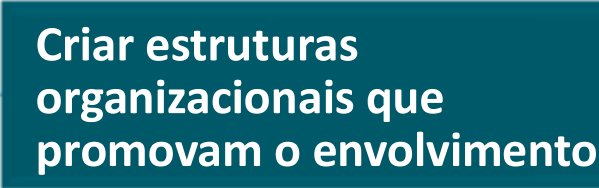 Criar estruturas
organizacionais que
promovam o envolvimento